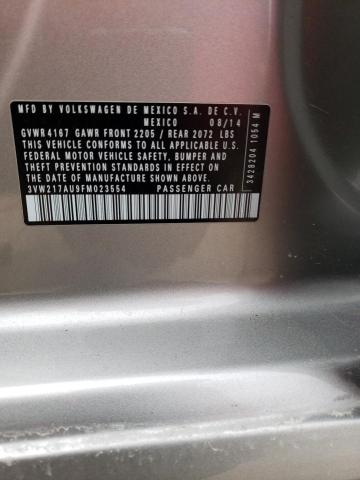 MFD BY VOLKSWAGEN DE MEXICO S.A. DE C.V.
MEXICO 08/14
GVWR 4167 GAWR FRONT 2205 / REAR 2072 LBS
THIS VEHICLE CONFORMS TO ALL APPLICABLE U.S.
FEDERAL MOTOR VEHICLE SAFETY, BUMPER AND
THEFT PREVENTION STANDARDS IN EFFECT ON
THE DATE OF MANUFACTURE SHOWN ABOVE.
3VW217AU9FM023554 PASSENGER CAR
3428204 1054 M